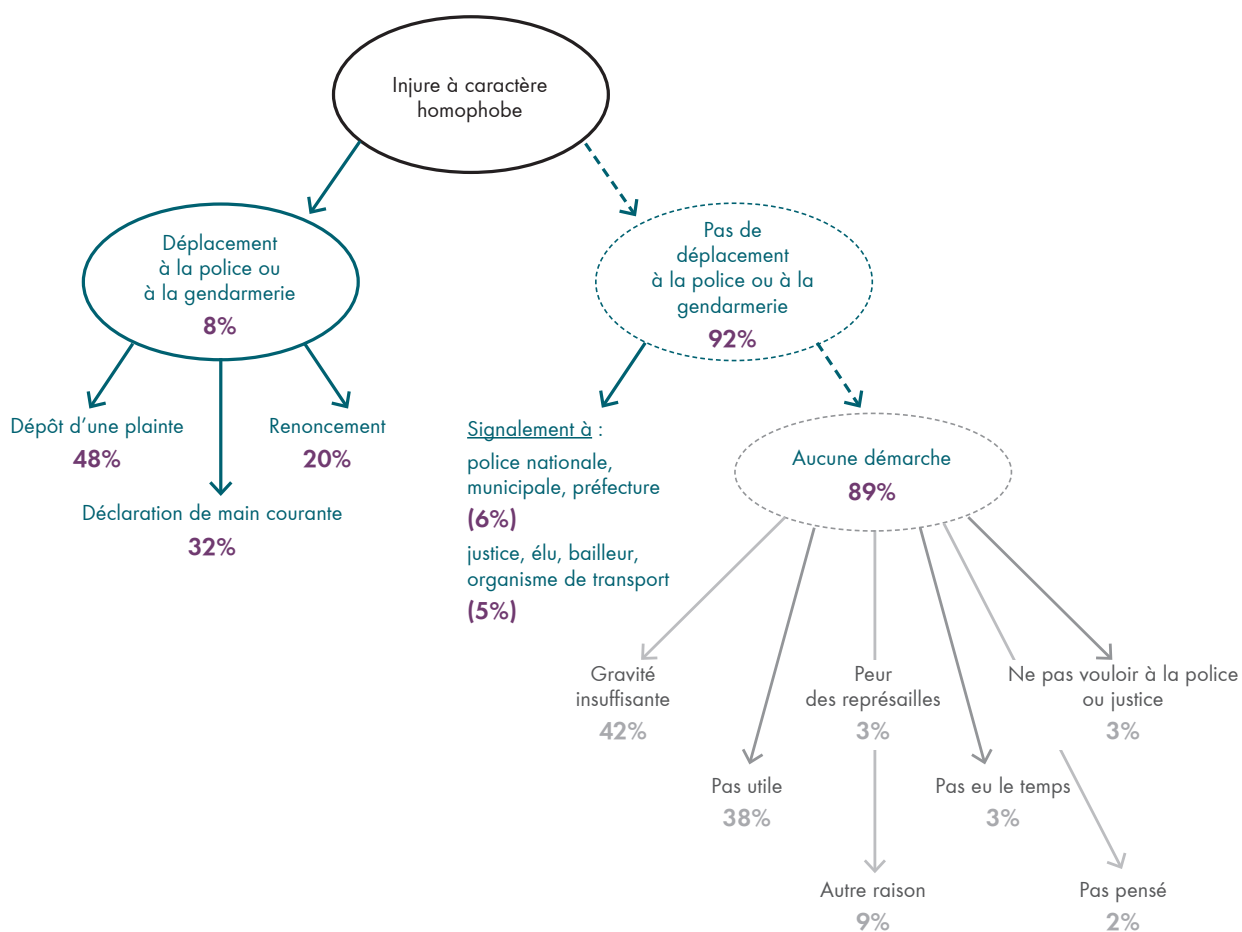 Injure à caractère
homophobe
Déplacement
à la police ou
à la gendarmerie
8%
Pas de
déplacement
à la police ou à la
gendarmerie
92%
Dépôt d’une plainte
48%
Renoncement
20%
Déclaration de main courante
32%
Signalement à :
police nationale,
municipale, préfecture
(6%)
justice, élu, bailleur,
organisme de transport
(5%)
Aucune démarche
89%
Gravité
insuffisante
42%
Peur
des représailles
3%
Ne pas vouloir à la police
ou justice
3%
Pas utile
38%
Pas eu le temps
3%
Autre raison
9%
Pas pensé
2%